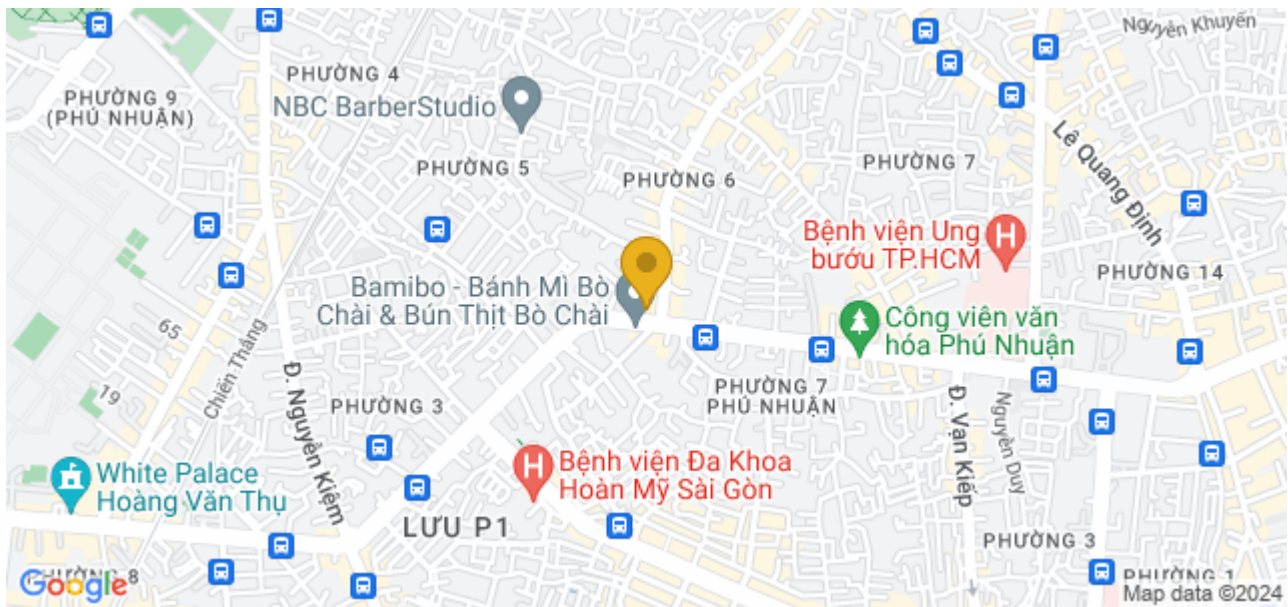 Nguyễn Khuyến
PHƯỜNG 4
PHƯỜNG 9
(PHÚ NHUẬN)
NBC BarberStudio
Lê Quang Định
PHƯỜNG 5
PHƯỜNG 7
PHƯỜNG 6
Bệnh viện Ung
bướu TP.HCM
PHƯỜNG 14
Bamibo - Bánh Mì Bò
Chài & Bún Thịt Bò Chài
Công viên văn
hóa Phú Nhuận
65
Chiến Thắng
19
Đ. Nguyễn Kiệm
PHƯỜNG 3
PHƯỜNG 7
PHÚ NHUẬN
Đ. Vạn Kiếp
Nguyễn Duy
White Palace
Hoàng Văn Thụ
Bệnh viện Đa Khoa
Hoàn Mỹ Sài Gòn
LƯU P1
PHƯỜNG 3
PHƯỜNG 8
PHƯỜNG 1
Google
Map data ©2024